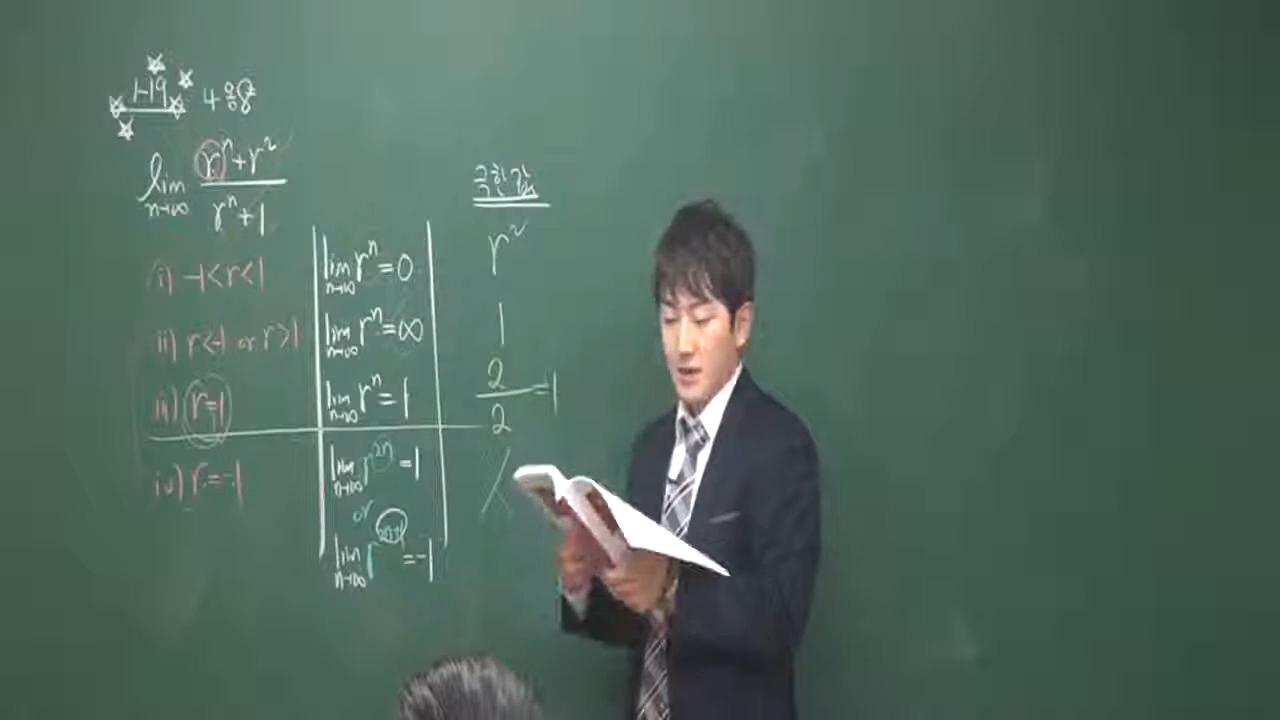 1-19
lim n→∞ (rⁿ+r²)/(rⁿ+1)
극한값
i) -1<r<1 lim n→∞ rⁿ=0 r²
ii) r<-1 or r>1 lim n→∞ rⁿ=∞ 1
iii) r=1 lim n→∞ rⁿ=1 2/2=1
iv) r=-1 lim n→∞ r²ⁿ=1
or
lim n→∞ r²ⁿ⁺¹=-1